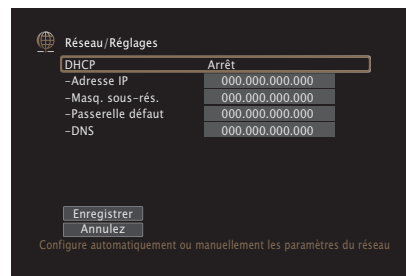 Réseau/Réglages
DHCP Arrêt
-Adresse IP 000.000.000.000
-Masq. sous-rés. 000.000.000.000
-Passerelle défaut 000.000.000.000
-DNS 000.000.000.000
Enregistrer
Annulez
Configure automatiquement ou manuellement les paramètres du réseau